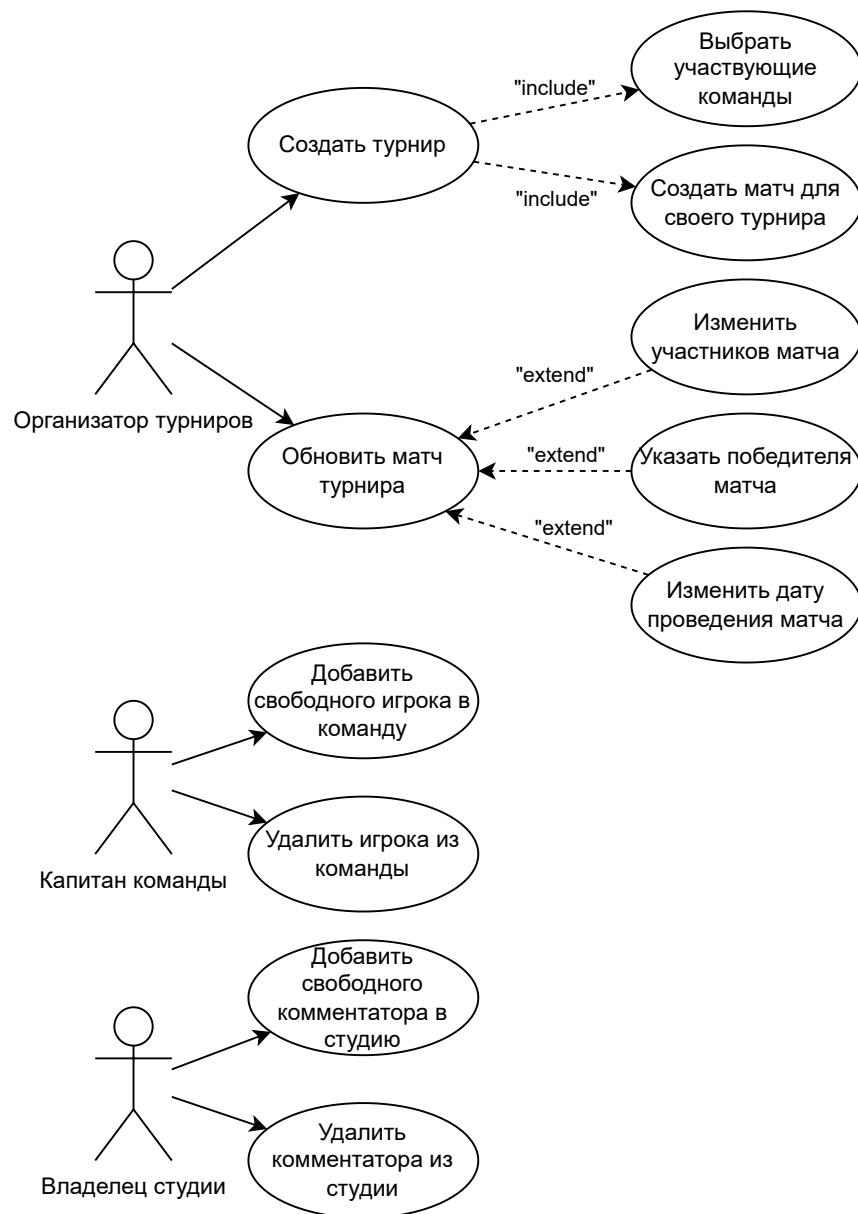 Выбрать
участвующие
команды
"include"
Создать турнир
Создать матч для
своего турнира
"include"
Организатор турниров
Изменить
участников матча
"extend"
Обновить матч
турнира
"extend"
Указать победителя
матча
"extend"
Изменить дату
проведения матча
Добавить
свободного игрока в
команду
Капитан команды
Удалить игрока из
команды
Добавить
свободного
комментатора в
студию
Владелец студии
Удалить
комментатора из
студии